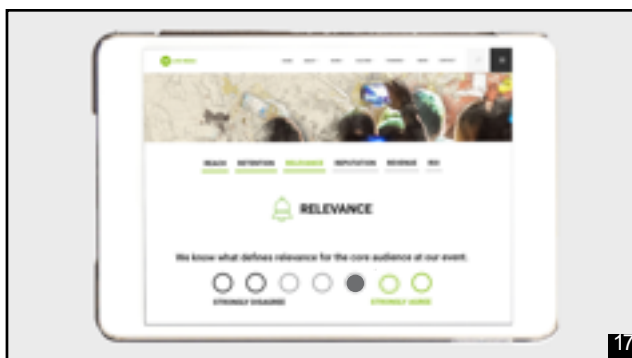 REACH RETENTION RELEVANCE REPUTATION REVENUE ROI
RELEVANCE
We know what defines relevance for the core audience at our event.
STRONGLY DISAGREE STRONGLY AGREE
17